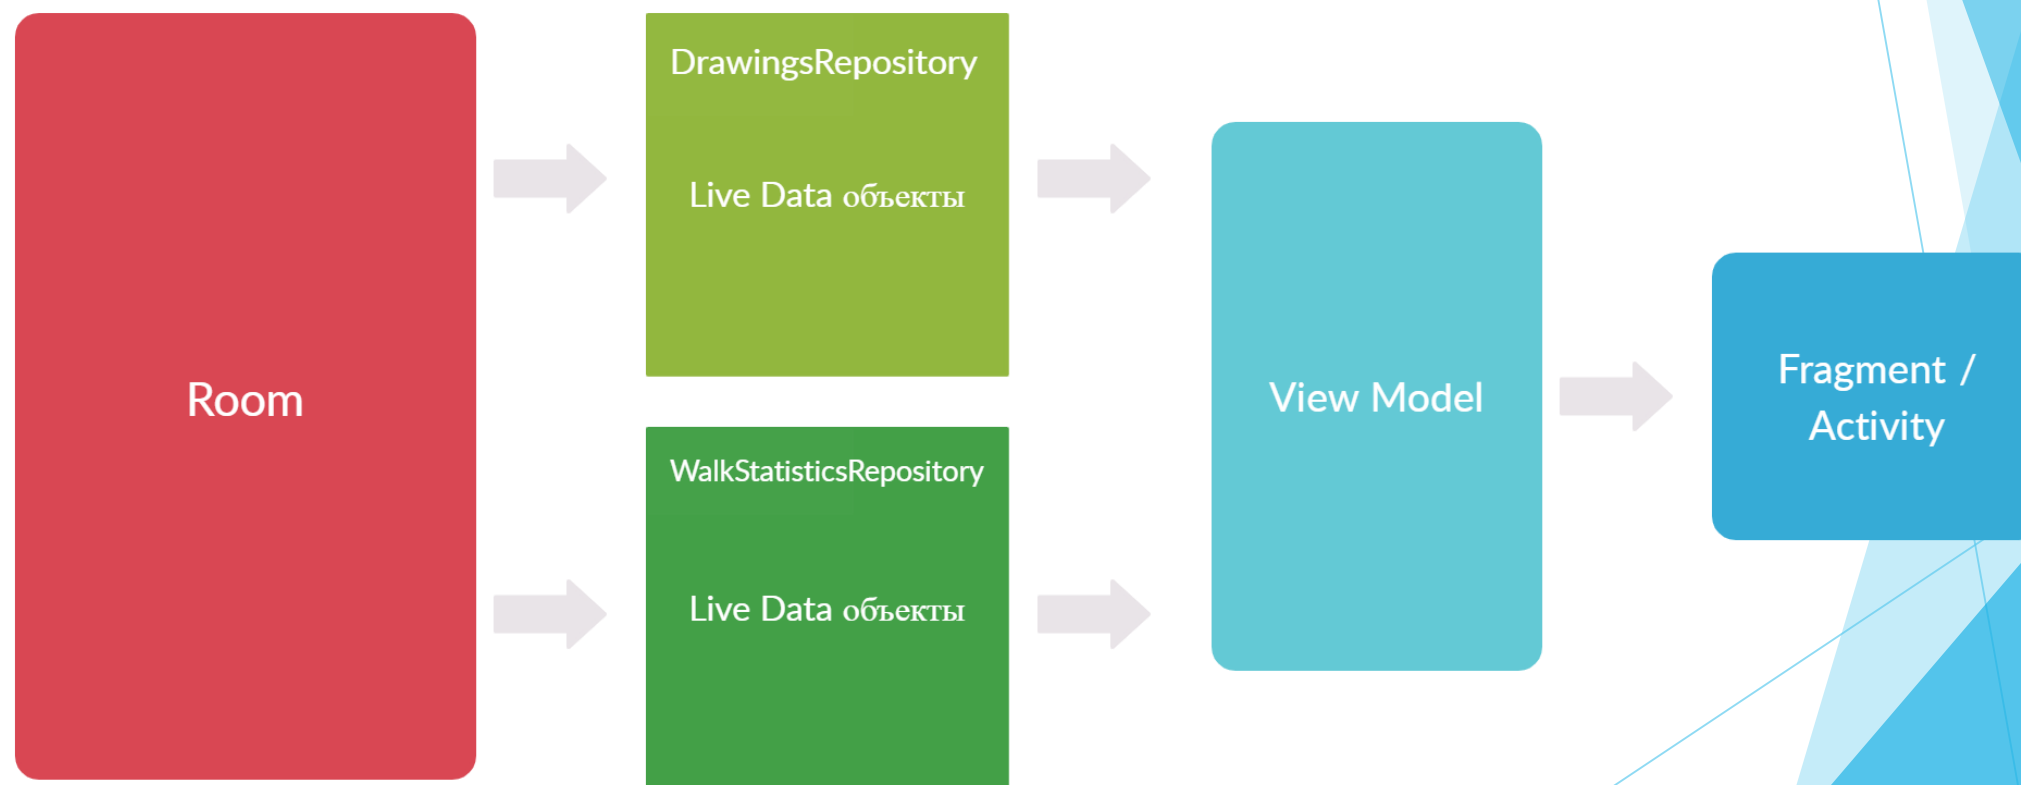 Room
DrawingsRepository
Live Data объекты
WalkStatisticsRepository
Live Data объекты
View Model
Fragment /
Activity